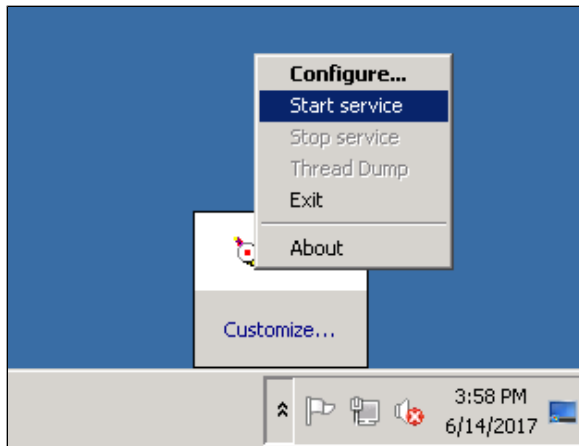 Configure...
Start service
Stop service
Thread Dump
Exit
About
Customize...
3:58 PM
6/14/2017